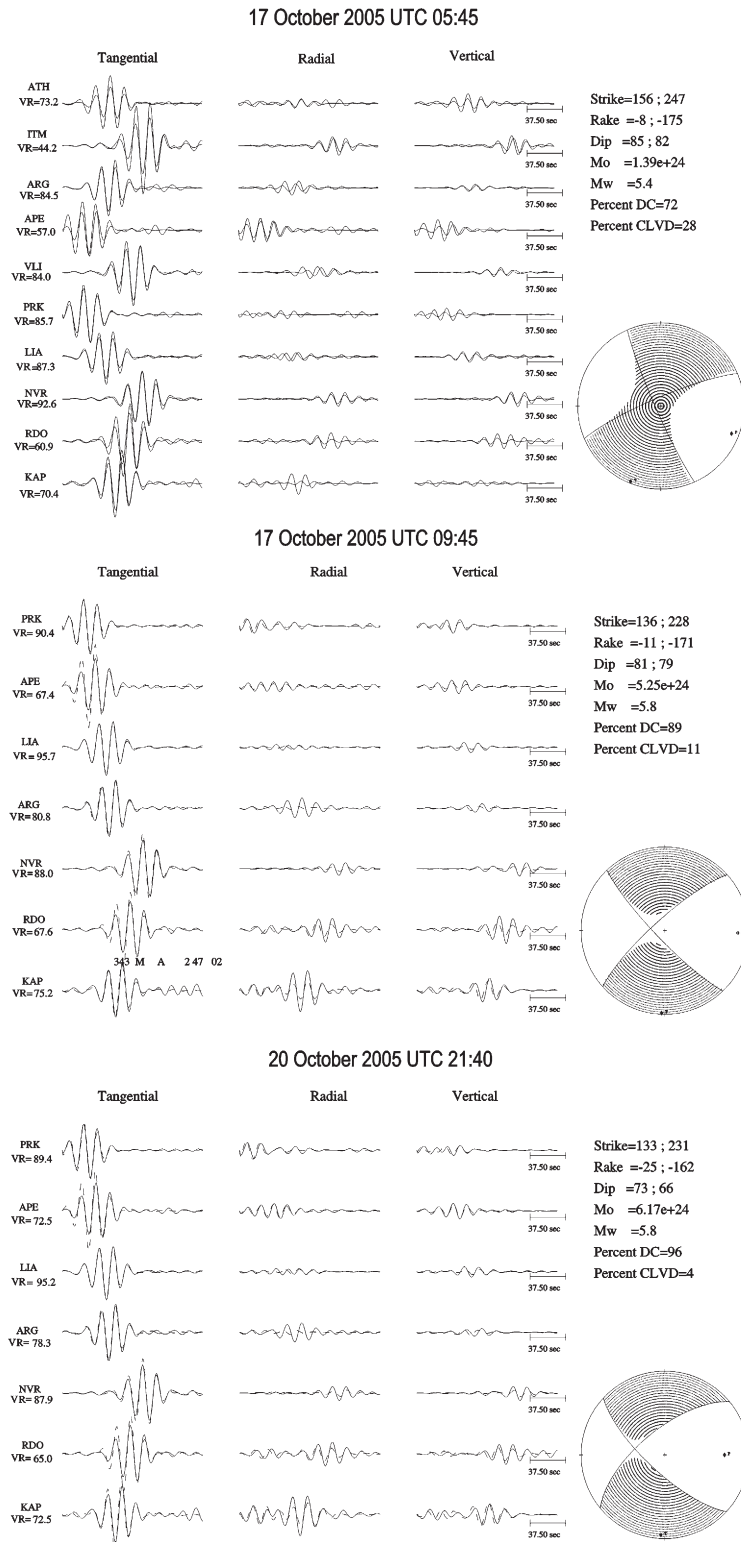 17 October 2005 UTC 05:45
Tangential Radial Vertical
ATH
VR=73.2
37.50 sec
ITM
VR=44.2
37.50 sec
ARG
VR=84.5
37.50 sec
APE
VR=57.0
37.50 sec
VLI
VR=84.0
37.50 sec
PRK
VR=85.7
37.50 sec
LIA
VR=87.3
37.50 sec
NVR
VR=92.6
37.50 sec
RDO
VR=60.9
37.50 sec
KAP
VR=70.4
37.50 sec
Strike=156 ; 247
Rake =-8 ; -175
Dip =85 ; 82
Mo =1.39e+24
Mw =5.4
Percent DC=72
Percent CLVD=28
P
T
17 October 2005 UTC 09:45
Tangential Radial Vertical
PRK
VR= 90.4
37.50 sec
APE
VR= 67.4
37.50 sec
LIA
VR= 95.7
37.50 sec
ARG
VR= 80.8
37.50 sec
NVR
VR=88.0
37.50 sec
RDO
VR=67.6
37.50 sec
343 M A 2 47 02
KAP
VR=75.2
37.50 sec
Strike=136 ; 228
Rake =-11 ; -171
Dip =81 ; 79
Mo =5.25e+24
Mw =5.8
Percent DC=89
Percent CLVD=11
20 October 2005 UTC 21:40
Tangential Radial Vertical
PRK
VR= 89.4
37.50 sec
APE
VR= 72.5
37.50 sec
LIA
VR= 95.2
37.50 sec
ARG
VR= 78.3
37.50 sec
NVR
VR= 87.9
37.50 sec
RDO
VR= 65.0
37.50 sec
KAP
VR= 72.5
37.50 sec
Strike=133 ; 231
Rake =-25 ; -162
Dip =73 ; 66
Mo =6.17e+24
Mw =5.8
Percent DC=96
Percent CLVD=4
P